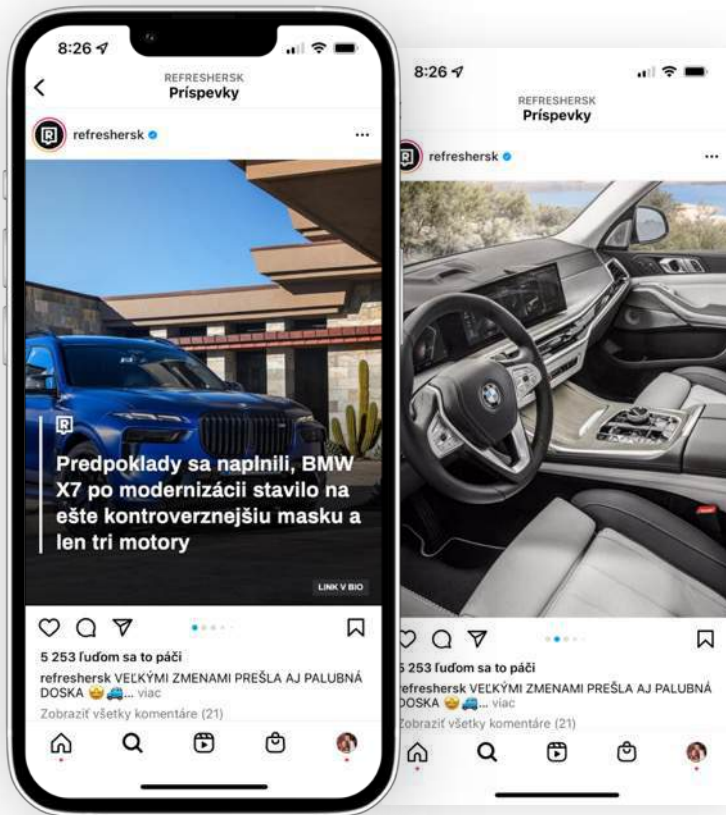 8:26
REFRESHERSK
Príspevky
refreshersk
Predpoklady sa naplnili, BMW
X7 po modernizácii stavilo na
ešte kontroverznejšiu masku a
len tri motory
LINK V BIO
5 253 ľuďom sa to páči
refreshersk VEĽKÝMI ZMENAMI PREŠLA AJ PALUBNÁ
DOSKA 🤩🚙... viac
Zobraziť všetky komentáre (21)
8:26
REFRESHERSK
Príspevky
refreshersk
5 253 ľuďom sa to páči
refreshersk VEĽKÝMI ZMENAMI PREŠLA AJ PALUBNÁ
DOSKA 🤩🚙... viac
Zobraziť všetky komentáre (21)